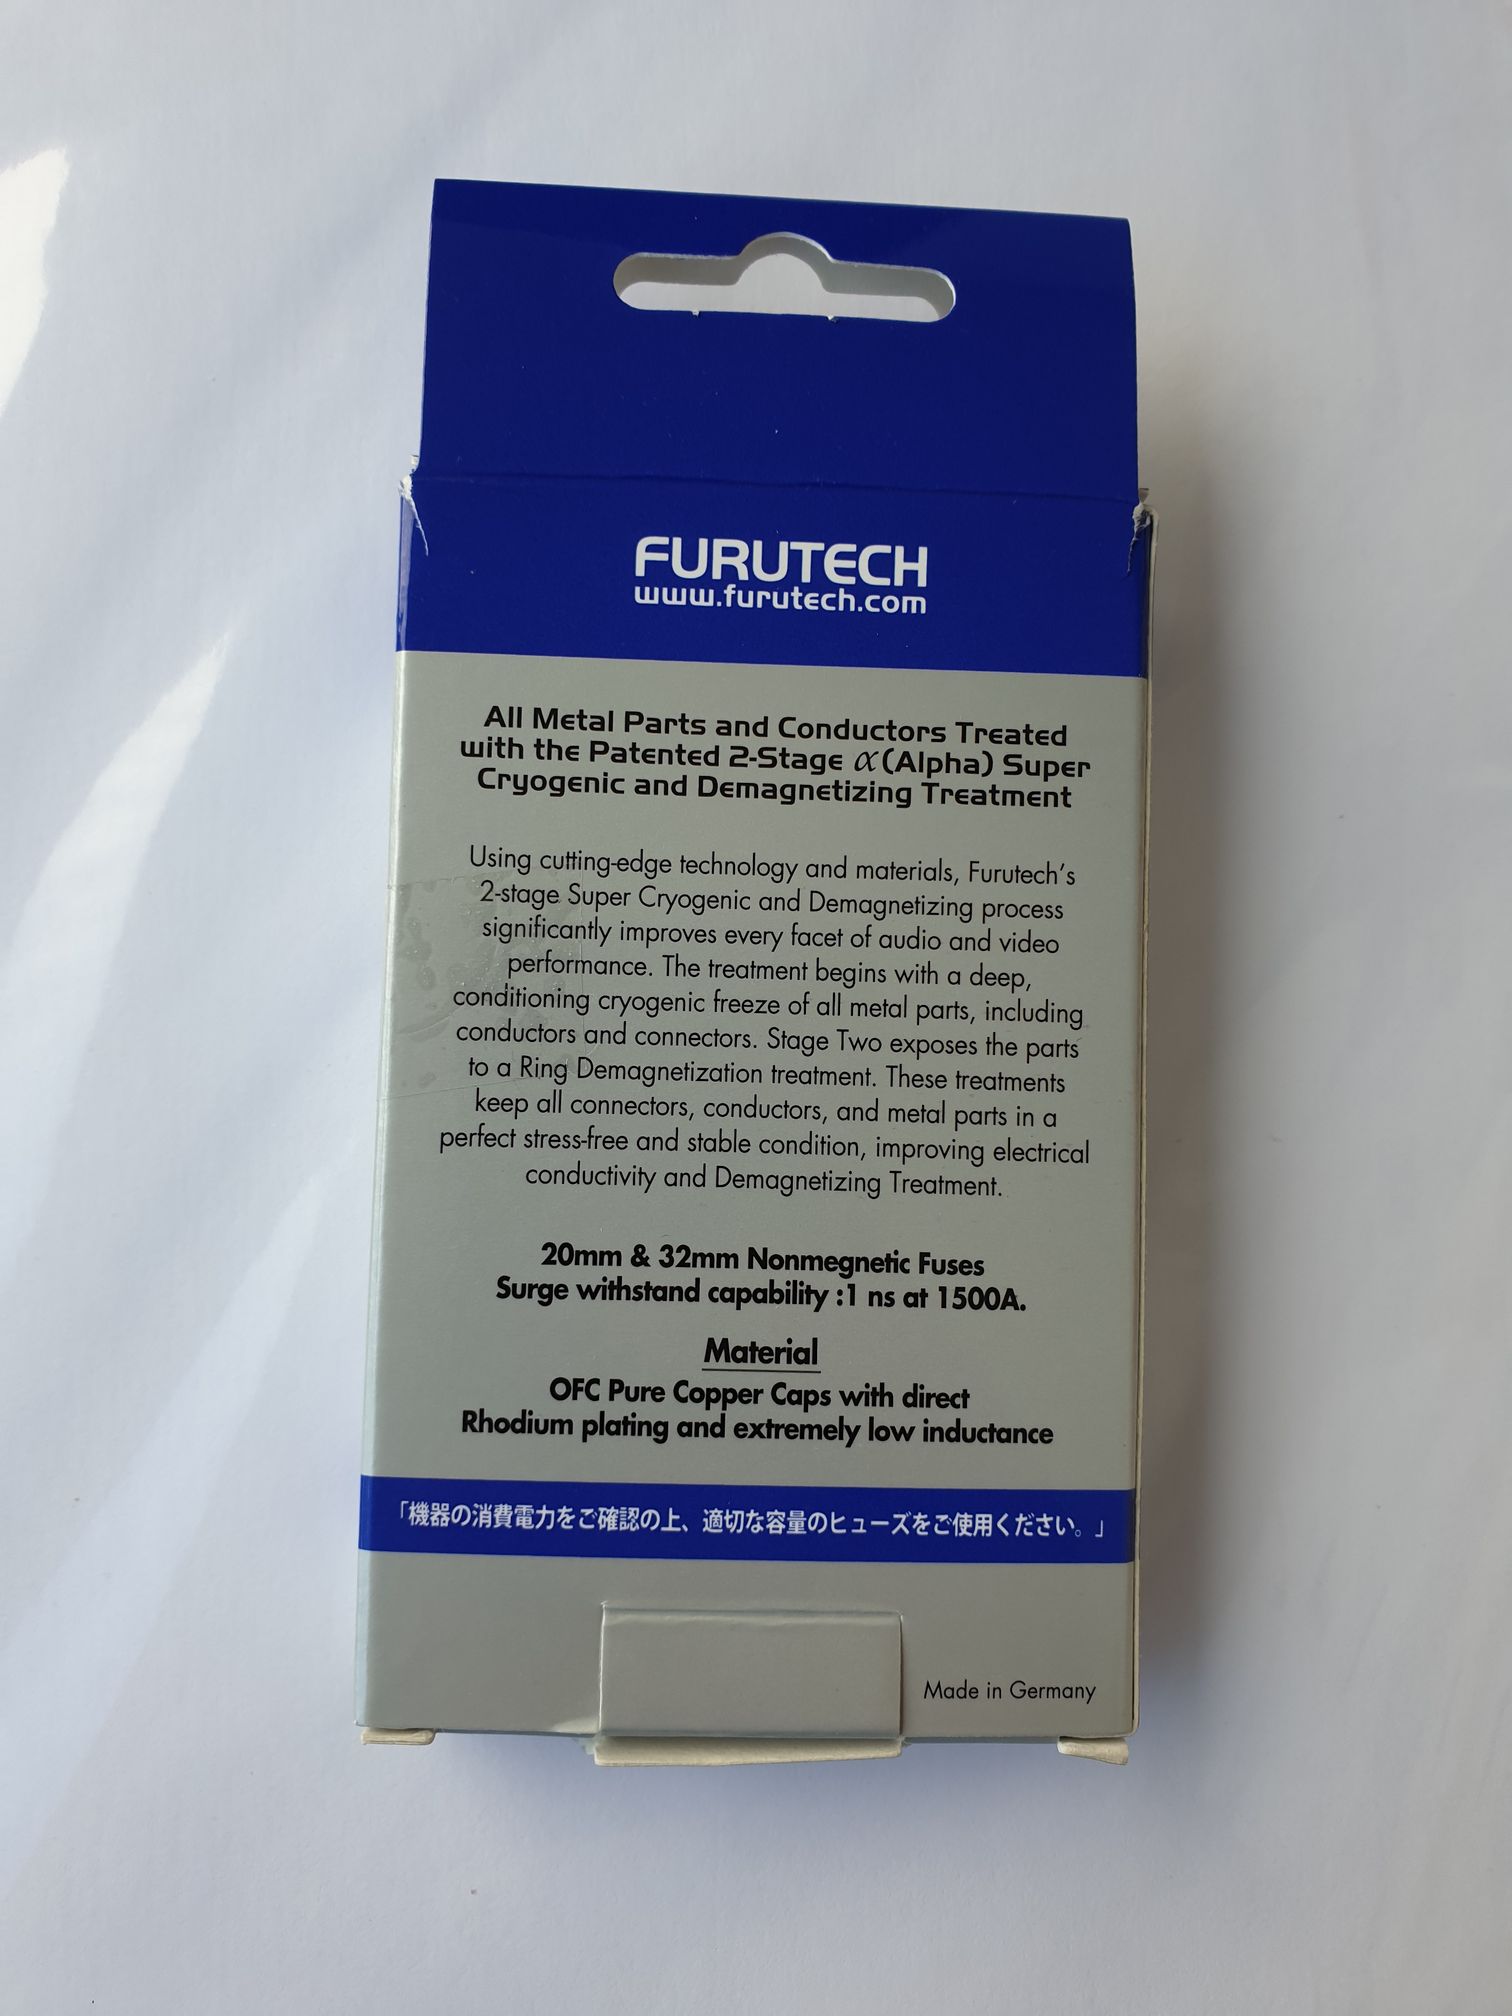 FURUTECH
www.furutech.com
All Metal Parts and Conductors Treated
with the Patented 2-Stage α(Alpha) Super
Cryogenic and Demagnetizing Treatment
Using cutting-edge technology and materials, Furutech's
2-stage Super Cryogenic and Demagnetizing process
significantly improves every facet of audio and video
performance. The treatment begins with a deep,
conditioning cryogenic freeze of all metal parts, including
conductors and connectors. Stage Two exposes the parts
to a Ring Demagnetization treatment. These treatments
keep all connectors, conductors, and metal parts in a
perfect stress-free and stable condition, improving electrical
conductivity and Demagnetizing Treatment.
20mm & 32mm Nonmegnetic Fuses
Surge withstand capability :1 ns at 1500A.
Material
OFC Pure Copper Caps with direct
Rhodium plating and extremely low inductance
「機器の消費電力をご確認の上、適切な容量のヒューズをご使用ください。」
Made in Germany